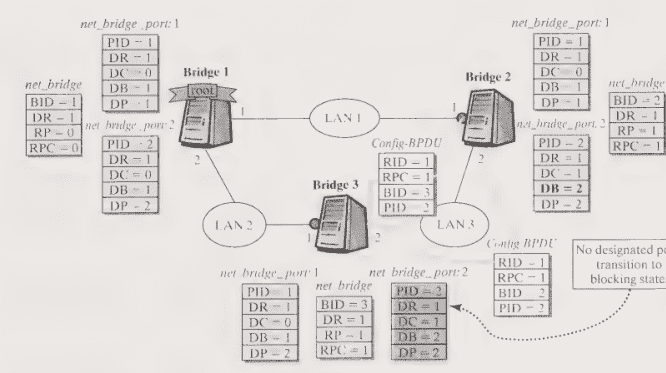 net_bridge_port: 1
PID = 1
DR = 1
DC = 0
DB = 1
DP = 1
net_bridge
BID = 1
DR = 1
RP = 0
RPC = 0
net_bridge_port: 2
PID = 2
DR = 1
DC = 0
DB = 1
DP = 2
Bridge 1
root
1
2
LAN 1
net_bridge_port: 1
PID = 1
DR = 1
DC = 0
DB = 1
DP = 1
Bridge 2
1
2
net_bridge
BID = 2
DR = 1
RP = 1
RPC = 1
net_bridge_port: 2
PID = 2
DR = 1
DC = 1
DB = 2
DP = 2
Config-BPDU
RID = 1
RPC = 1
BID = 3
PID = 2
Bridge 3
1
2
LAN 2
LAN 3
Config BPDU
RID = 1
RPC = 1
BID 2
PID = 2
No designated po
transition to
blocking state
net_bridge_port: 1
PID = 1
DR = 1
DC = 0
DB = 1
DP = 2
net_bridge
BID = 3
DR = 1
RP = 1
RPC = 1
net_bridge_port: 2
PID = 2
DR = 1
DC = 1
DB = 2
DP = 2